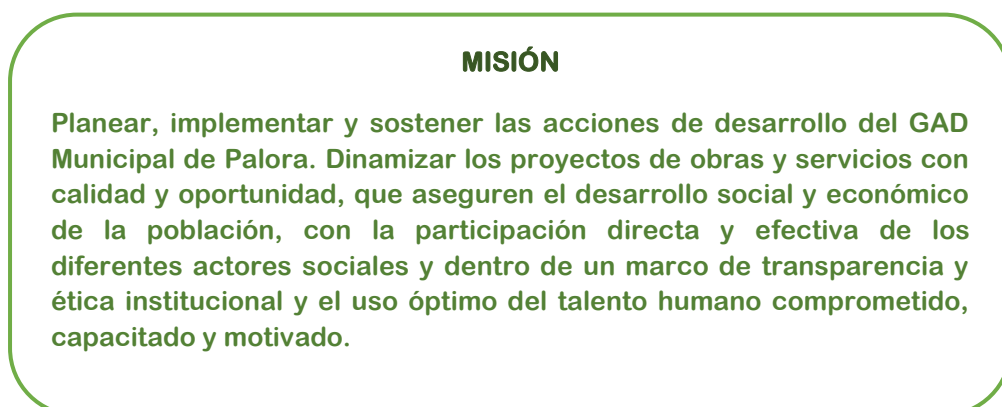 MISIÓN
Planear, implementar y sostener las acciones de desarrollo del GAD
Municipal de Palora. Dinamizar los proyectos de obras y servicios con
calidad y oportunidad, que aseguren el desarrollo social y económico
de la población, con la participación directa y efectiva de los
diferentes actores sociales y dentro de un marco de transparencia y
ética institucional y el uso óptimo del talento humano comprometido,
capacitado y motivado.